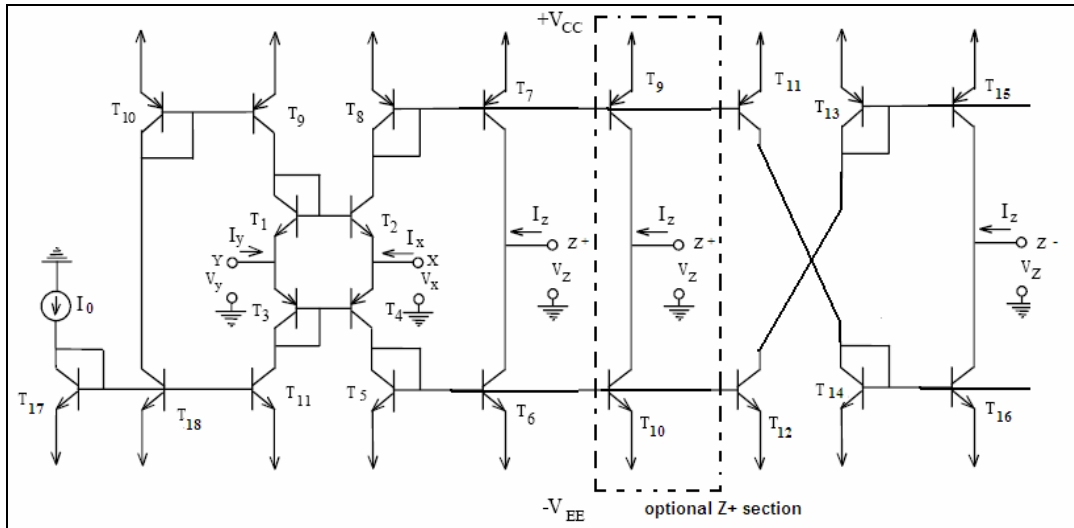 +VCC
T10
T9
T8
T7
T9
T11
T13
T15
T1
T2
Iy
Ix
Iz
Iz
Iz
Y
X
Z+
Z+
Z-
Vy
Vx
VZ
VZ
VZ
I0
T3
T4
T17
T18
T11
T5
T6
T10
T12
T14
T16
-VEE
optional Z+ section